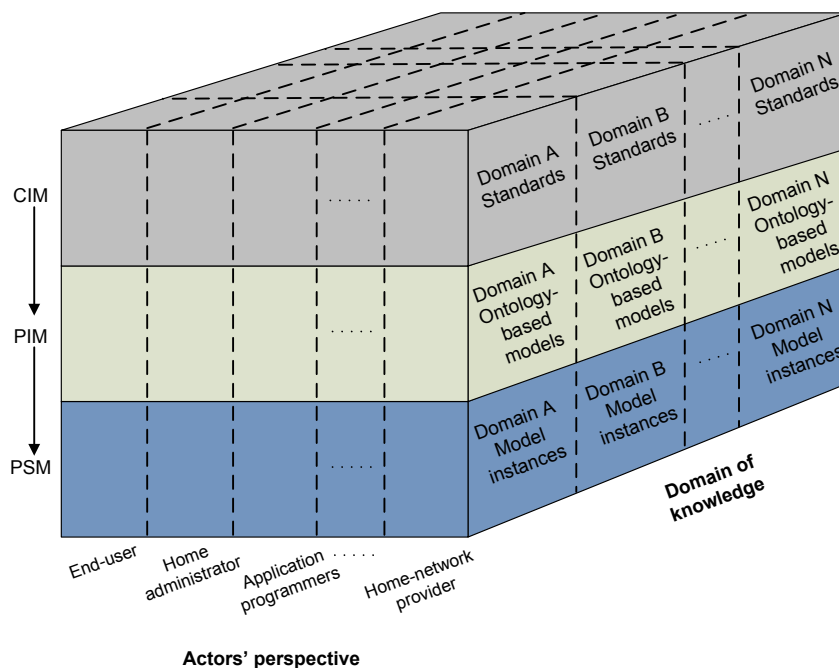 CIM
PIM
PSM
. . . . .
. . . . .
. . . . .
Domain A
Standards
Domain B
Standards
. . . . .
Domain N
Standards
Domain A
Ontology-
based
models
Domain B
Ontology-
based
models
. . . . .
Domain N
Ontology-
based
models
Domain A
Model
instances
Domain B
Model
instances
. . . . .
Domain N
Model
instances
End-user
Home
administrator
Application
programmers
. . . . .
Home-network
provider
Domain of
knowledge
Actors' perspective